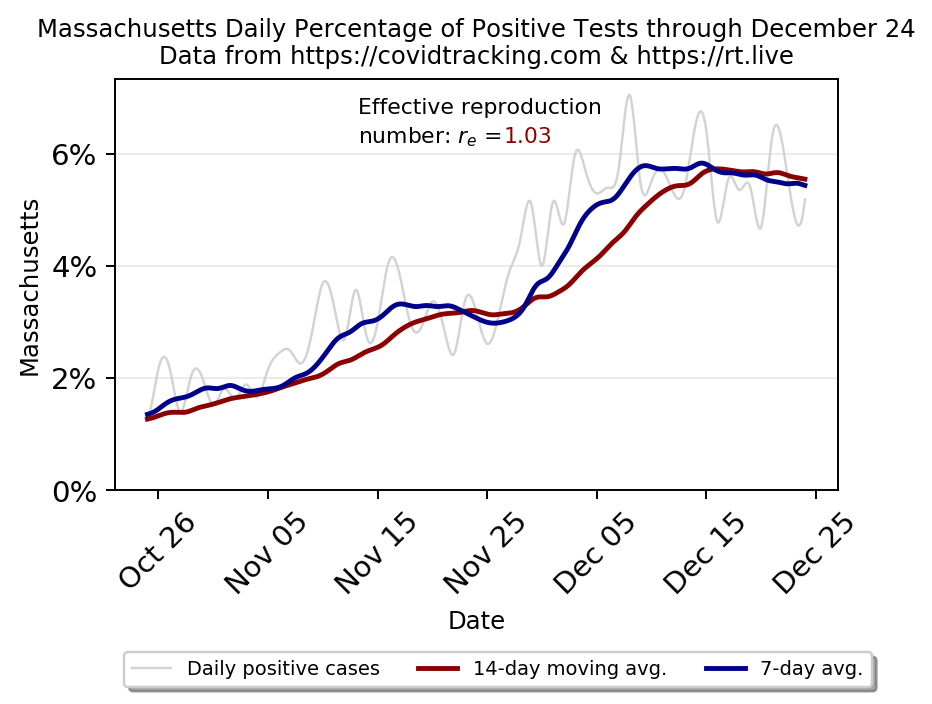 Massachusetts Daily Percentage of Positive Tests through December 24
Data from https://covidtracking.com & https://rt.live
Effective reproduction
number: rₑ =1.03
6%
4%
2%
0%
Massachusetts
Oct 26
Nov 05
Nov 15
Nov 25
Dec 05
Dec 15
Dec 25
Date
Daily positive cases
14-day moving avg.
7-day avg.